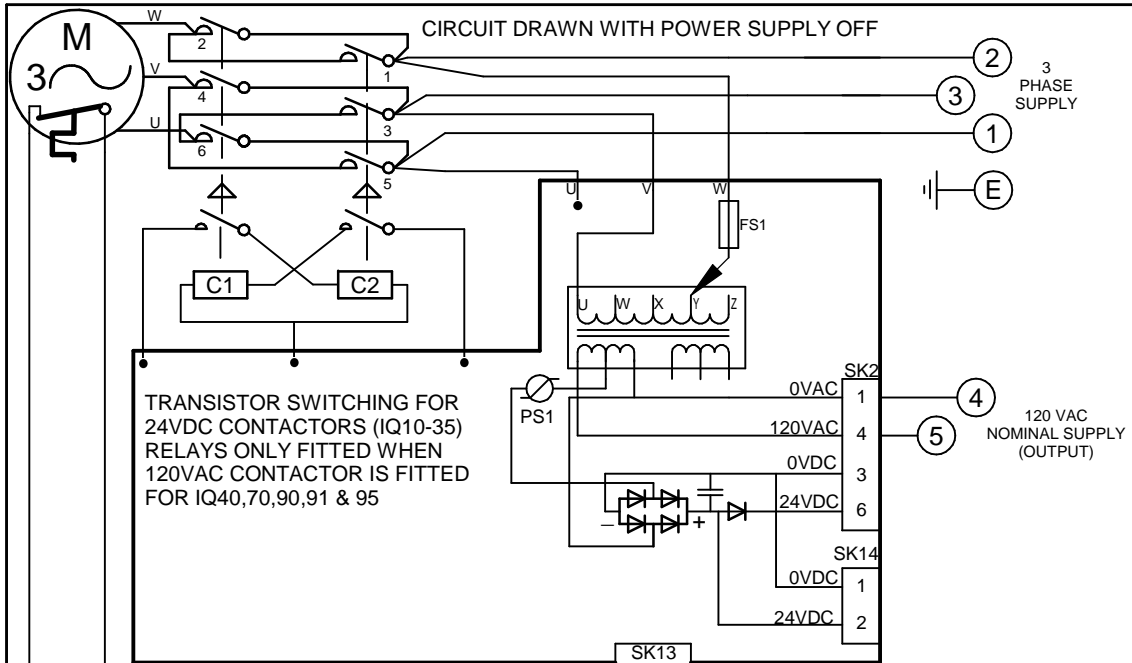 CIRCUIT DRAWN WITH POWER SUPPLY OFF
M
3
W
V
U
2
1
4
3
6
5
2
3
1
E
3
PHASE
SUPPLY
U
V
W
FS1
C1
C2
U
W
X
Y
Z
PS1
TRANSISTOR SWITCHING FOR
24VDC CONTACTORS (IQ10-35)
RELAYS ONLY FITTED WHEN
120VAC CONTACTOR IS FITTED
FOR IQ40,70,90,91 & 95
SK2
0VAC 1
120VAC 4
0VDC 3
24VDC 6
4
5
120 VAC
NOMINAL SUPPLY
(OUTPUT)
– +
SK14
0VDC 1
24VDC 2
SK13